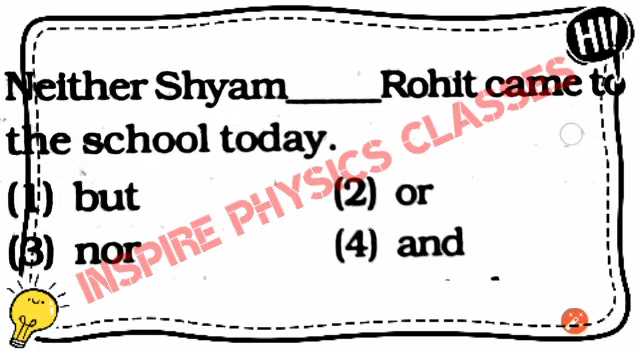 HI!
Neither Shyam_____Rohit came to
the school today.
(1) but (2) or
(3) nor (4) and
INSPIRE PHYSICS CLASSES